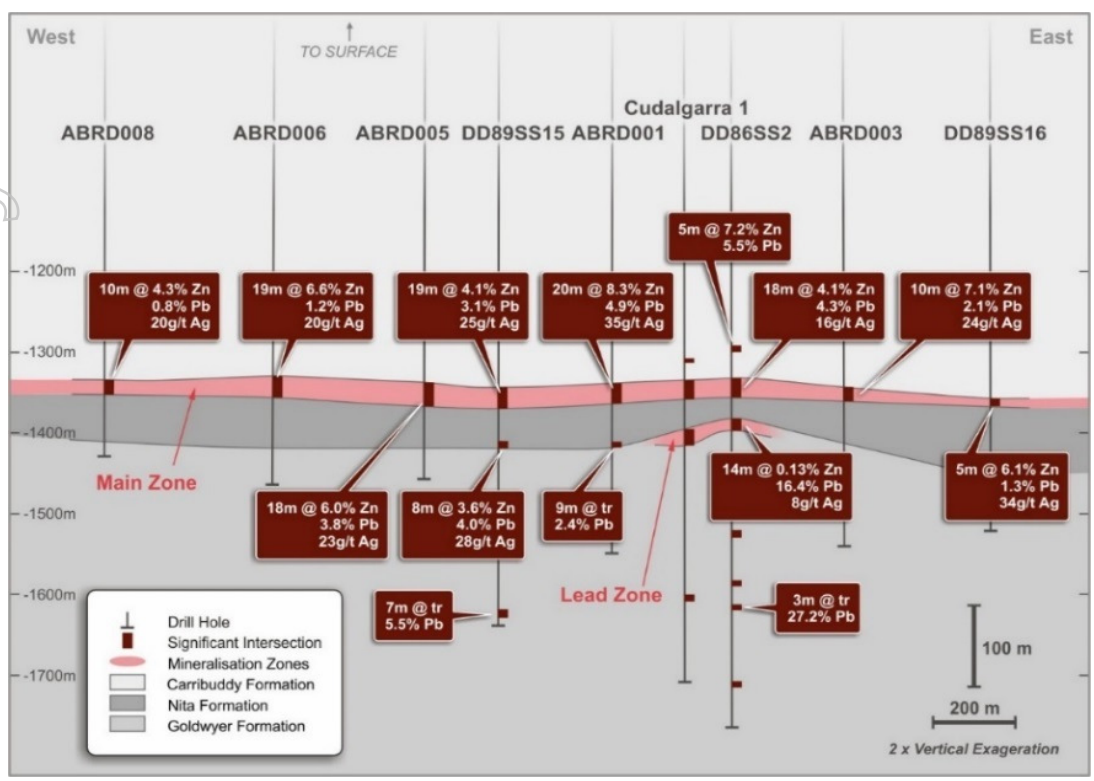 West
East
TO SURFACE
Cudalgarra 1
ABRD008
ABRD006
ABRD005
DD89SS15
ABRD001
DD86SS2
ABRD003
DD89SS16
5m @ 7.2% Zn
5.5% Pb
-1200m
10m @ 4.3% Zn
0.8% Pb
20g/t Ag
19m @ 6.6% Zn
1.2% Pb
20g/t Ag
19m @ 4.1% Zn
3.1% Pb
25g/t Ag
20m @ 8.3% Zn
4.9% Pb
35g/t Ag
18m @ 4.1% Zn
4.3% Pb
16g/t Ag
10m @ 7.1% Zn
2.1% Pb
24g/t Ag
-1300m
-1400m
Main Zone
18m @ 6.0% Zn
3.8% Pb
23g/t Ag
8m @ 3.6% Zn
4.0% Pb
28g/t Ag
9m @ tr
2.4% Pb
14m @ 0.13% Zn
16.4% Pb
8g/t Ag
5m @ 6.1% Zn
1.3% Pb
34g/t Ag
-1500m
Lead Zone
-1600m
7m @ tr
5.5% Pb
3m @ tr
27.2% Pb
-1700m
Drill Hole
Significant Intersection
Mineralisation Zones
Carribuddy Formation
Nita Formation
Goldwyer Formation
100 m
200 m
2 x Vertical Exageration